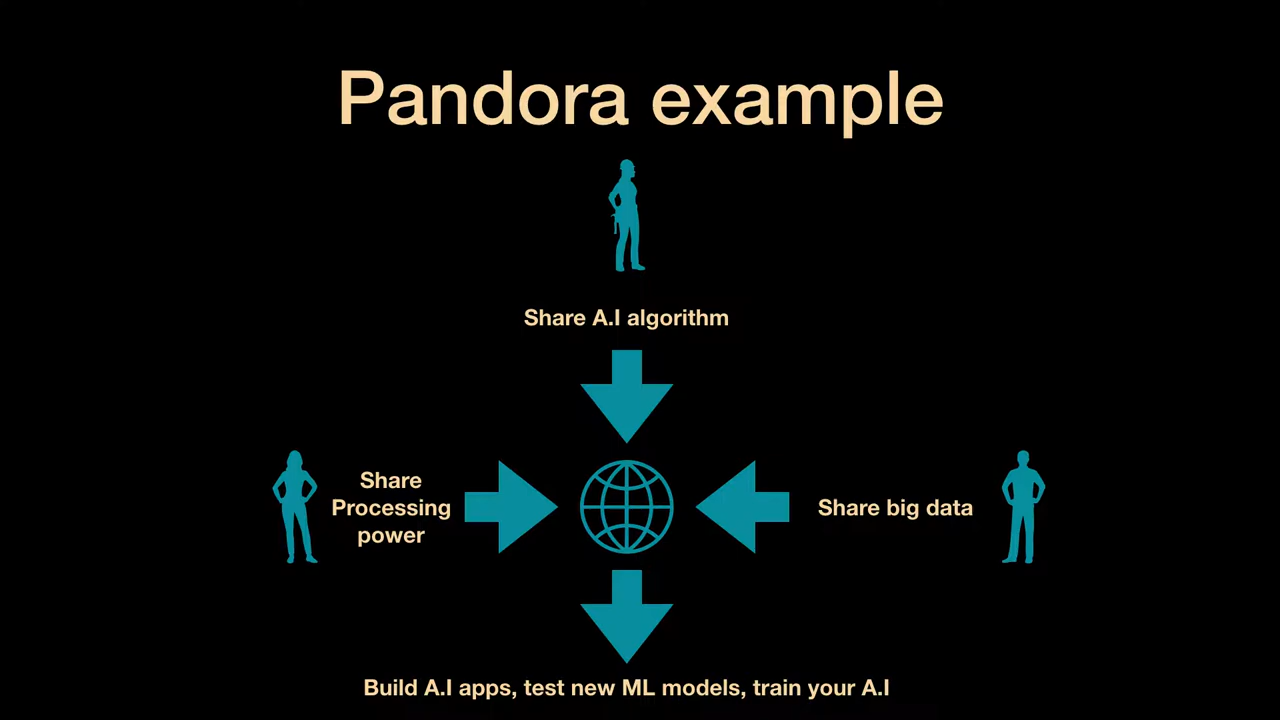 Pandora example
Share A.I algorithm
Share
Processing
power
Share big data
Build A.I apps, test new ML models, train your A.I